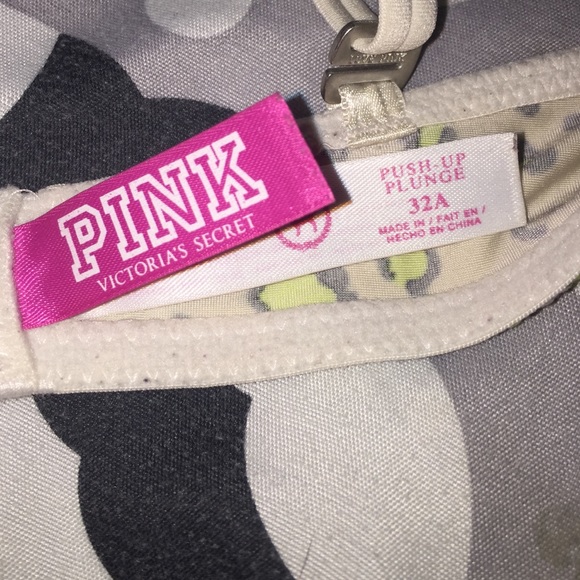 PINK
VICTORIA'S SECRET
PUSH-UP
PLUNGE
32A
MADE IN / FAIT EN /
HECHO EN CHINA